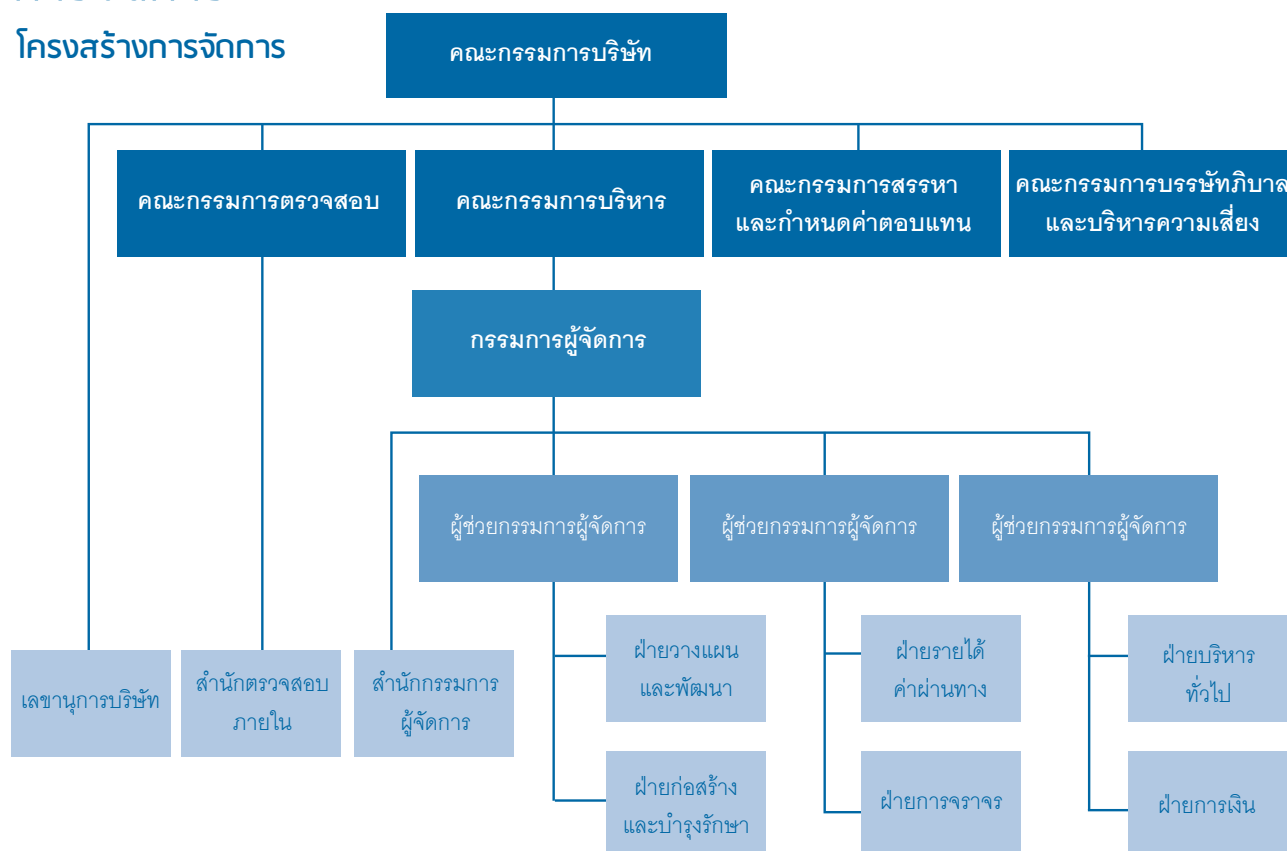 โครงสร้างการจัดการ
คณะกรรมการบริษัท
คณะกรรมการตรวจสอบ
คณะกรรมการบริหาร
คณะกรรมการสรรหา
และกำหนดค่าตอบแทน
คณะกรรมการบรรษัทภิบาล
และบริหารความเสี่ยง
กรรมการผู้จัดการ
ผู้ช่วยกรรมการผู้จัดการ
ผู้ช่วยกรรมการผู้จัดการ
ผู้ช่วยกรรมการผู้จัดการ
เลขานุการบริษัท
สำนักตรวจสอบ
ภายใน
สำนักกรรมการ
ผู้จัดการ
ฝ่ายวางแผน
และพัฒนา
ฝ่ายรายได้
ค่าผ่านทาง
ฝ่ายบริหาร
ทั่วไป
ฝ่ายก่อสร้าง
และบำรุงรักษา
ฝ่ายการจราจร
ฝ่ายการเงิน